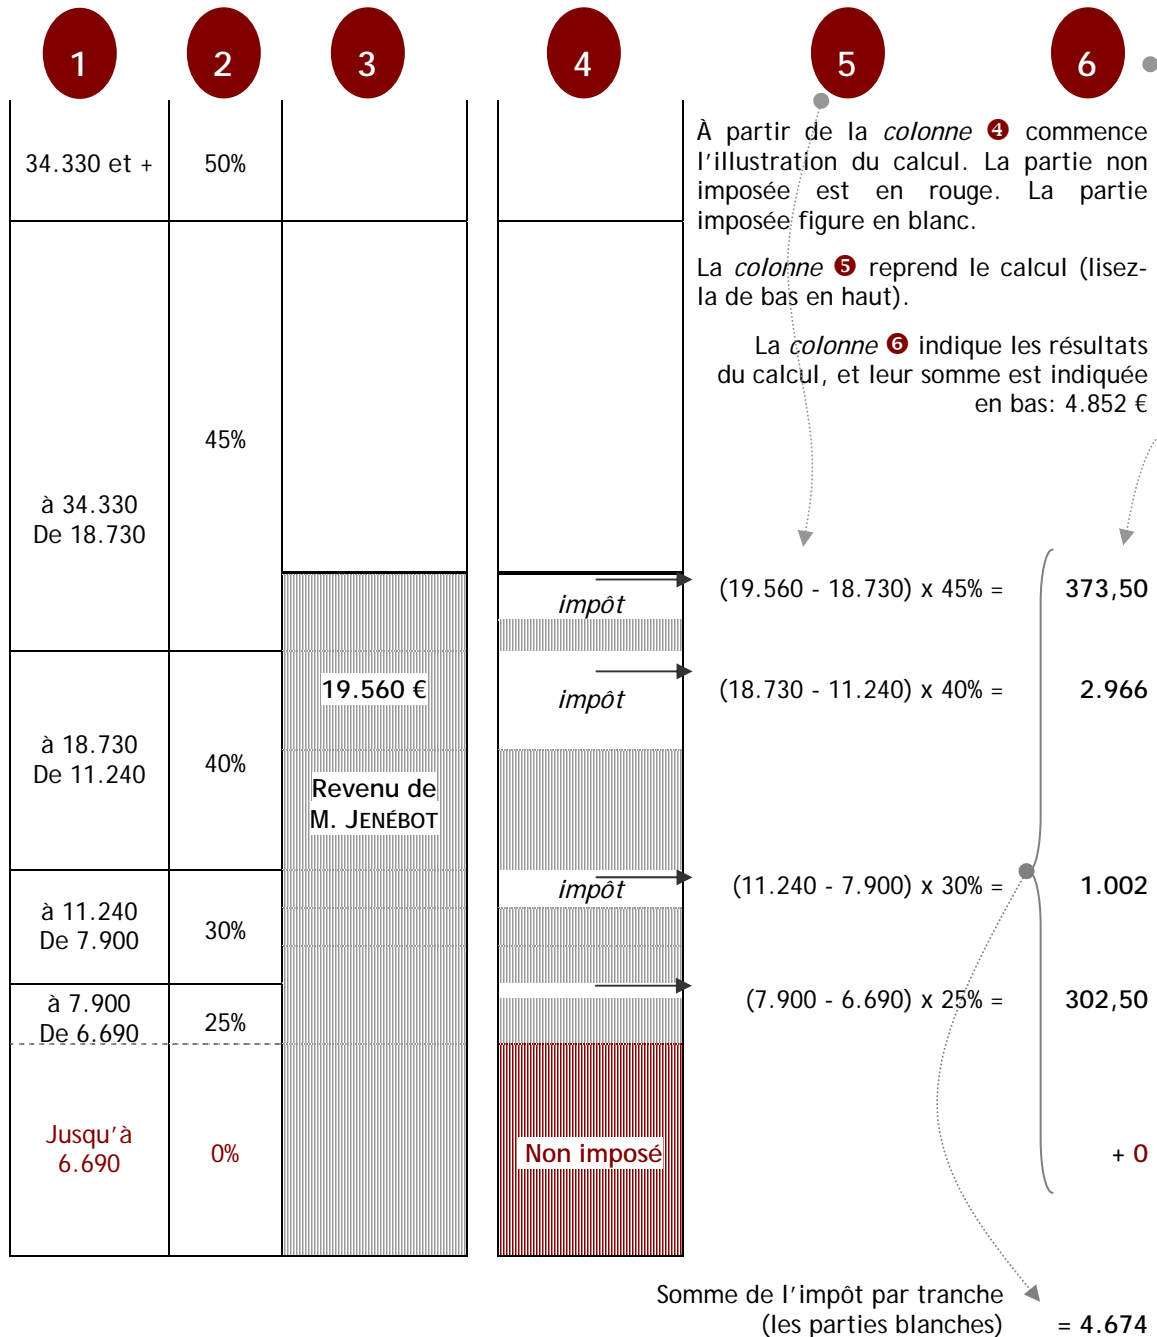 1 2 3 4 5 6
À partir de la colonne ❹ commence
l'illustration du calcul. La partie non
imposée est en rouge. La partie
imposée figure en blanc.
La colonne ❺ reprend le calcul (lisez-
la de bas en haut).
La colonne ❻ indique les résultats
du calcul, et leur somme est indiquée
en bas: 4.852 €
34.330 et + 50%
45%
à 34.330
De 18.730
impôt (19.560 - 18.730) x 45% = 373,50
19.560 € impôt (18.730 - 11.240) x 40% = 2.966
à 18.730
De 11.240
40%
Revenu de
M. JENÉBOT
impôt (11.240 - 7.900) x 30% = 1.002
à 11.240
De 7.900
30%
(7.900 - 6.690) x 25% = 302,50
à 7.900
De 6.690
25%
Jusqu'à
6.690
0% Non imposé + 0
Somme de l'impôt par tranche
(les parties blanches) = 4.674